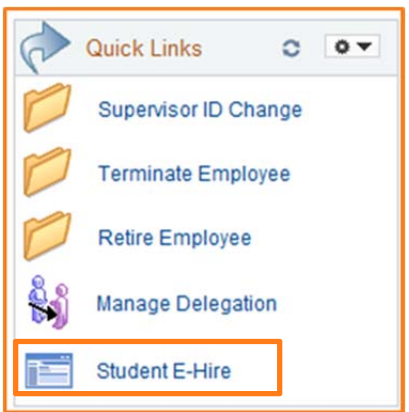 Quick Links
Supervisor ID Change
Terminate Employee
Retire Employee
Manage Delegation
Student E-Hire